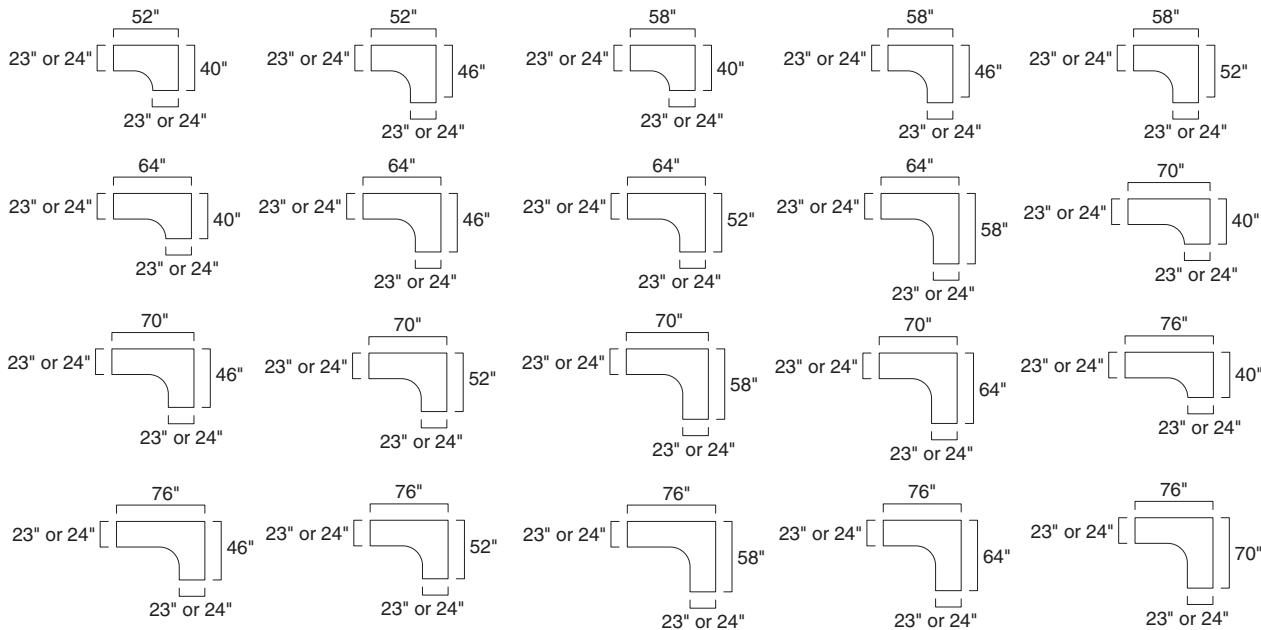 52" 52" 58" 58" 58"
23" or 24" 40" 23" or 24" 46" 23" or 24" 40" 23" or 24" 46" 23" or 24" 52"
23" or 24" 23" or 24" 23" or 24" 23" or 24" 23" or 24"
64" 64" 64" 64" 70"
23" or 24" 40" 23" or 24" 46" 23" or 24" 52" 23" or 24" 58" 23" or 24" 40"
23" or 24" 23" or 24" 23" or 24" 23" or 24" 23" or 24"
70" 70" 70" 70" 76"
23" or 24" 46" 23" or 24" 52" 23" or 24" 58" 23" or 24" 64" 23" or 24" 40"
23" or 24" 23" or 24" 23" or 24" 23" or 24" 23" or 24"
76" 76" 76" 76" 76"
23" or 24" 46" 23" or 24" 52" 23" or 24" 58" 23" or 24" 64" 23" or 24" 70"
23" or 24" 23" or 24" 23" or 24" 23" or 24" 23" or 24"